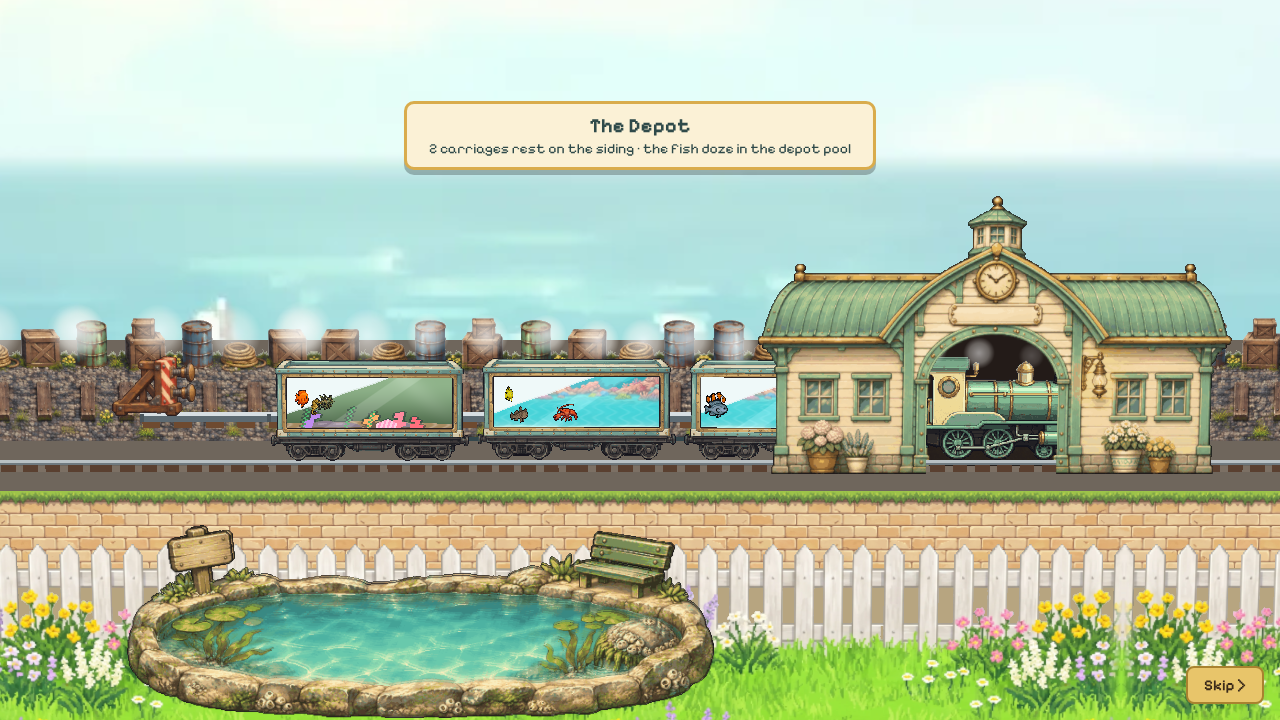 The Depot
2 carriages rest on the siding · the fish doze in the depot pool
Skip >